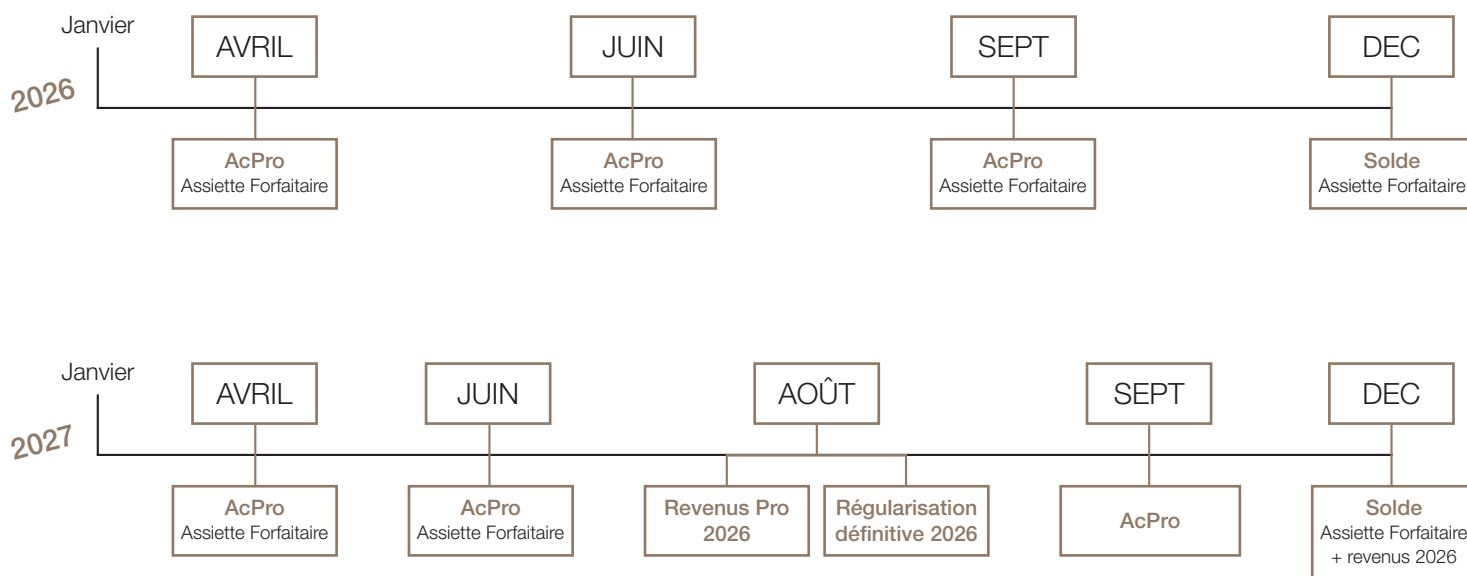 Janvier
2026
AVRIL
JUIN
SEPT
DEC
AcPro
Assiette Forfaitaire
AcPro
Assiette Forfaitaire
AcPro
Assiette Forfaitaire
Solde
Assiette Forfaitaire
Janvier
2027
AVRIL
JUIN
AOÛT
SEPT
DEC
AcPro
Assiette Forfaitaire
AcPro
Assiette Forfaitaire
Revenus Pro
2026
Régularisation
définitive 2026
AcPro
Solde
Assiette Forfaitaire
+ revenus 2026